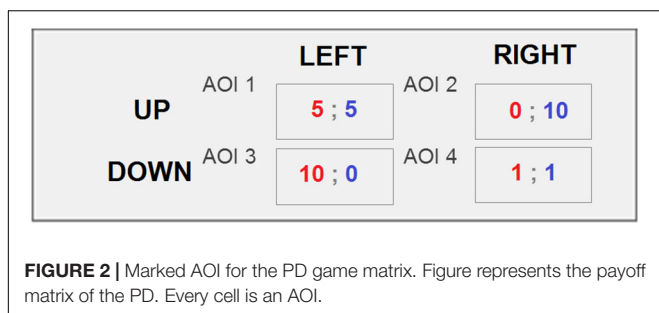 LEFT RIGHT
AOI 1 AOI 2
UP 5 ; 5 0 ; 10
AOI 3 AOI 4
DOWN 10 ; 0 1 ; 1
FIGURE 2 | Marked AOI for the PD game matrix. Figure represents the payoff
matrix of the PD. Every cell is an AOI.